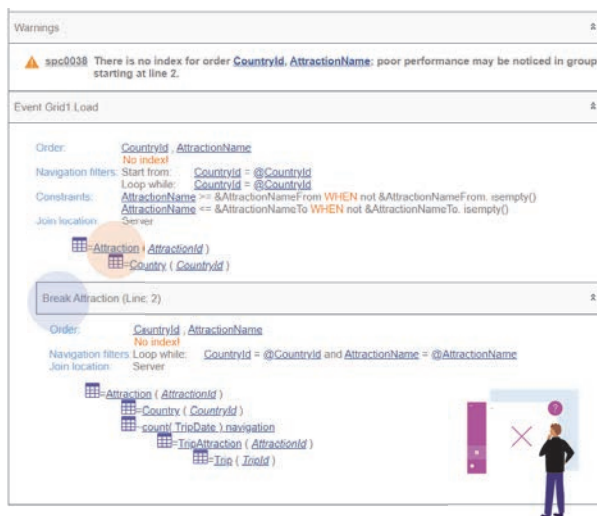 Warnings
spc0038 There is no index for order CountryId, AttractionName; poor performance may be noticed in group
starting at line 2.
Event Grid1.Load
Order: CountryId , AttractionName
No index!
Navigation filters: Start from: CountryId = @CountryId
Loop while: CountryId = @CountryId
Constraints: AttractionName >= &AttractionNameFrom WHEN not &AttractionNameFrom. isempty()
AttractionName <= &AttractionNameTo WHEN not &AttractionNameTo. isempty()
Join location: Server
=Attraction ( AttractionId )
=Country ( CountryId )
Break Attraction (Line: 2)
Order: CountryId , AttractionName
No index!
Navigation filters: Loop while: CountryId = @CountryId and AttractionName = @AttractionName
Join location: Server
=Attraction ( AttractionId )
=Country ( CountryId )
=count( TripDate ) navigation
=TripAttraction ( AttractionId )
=Trip ( TripId )
?